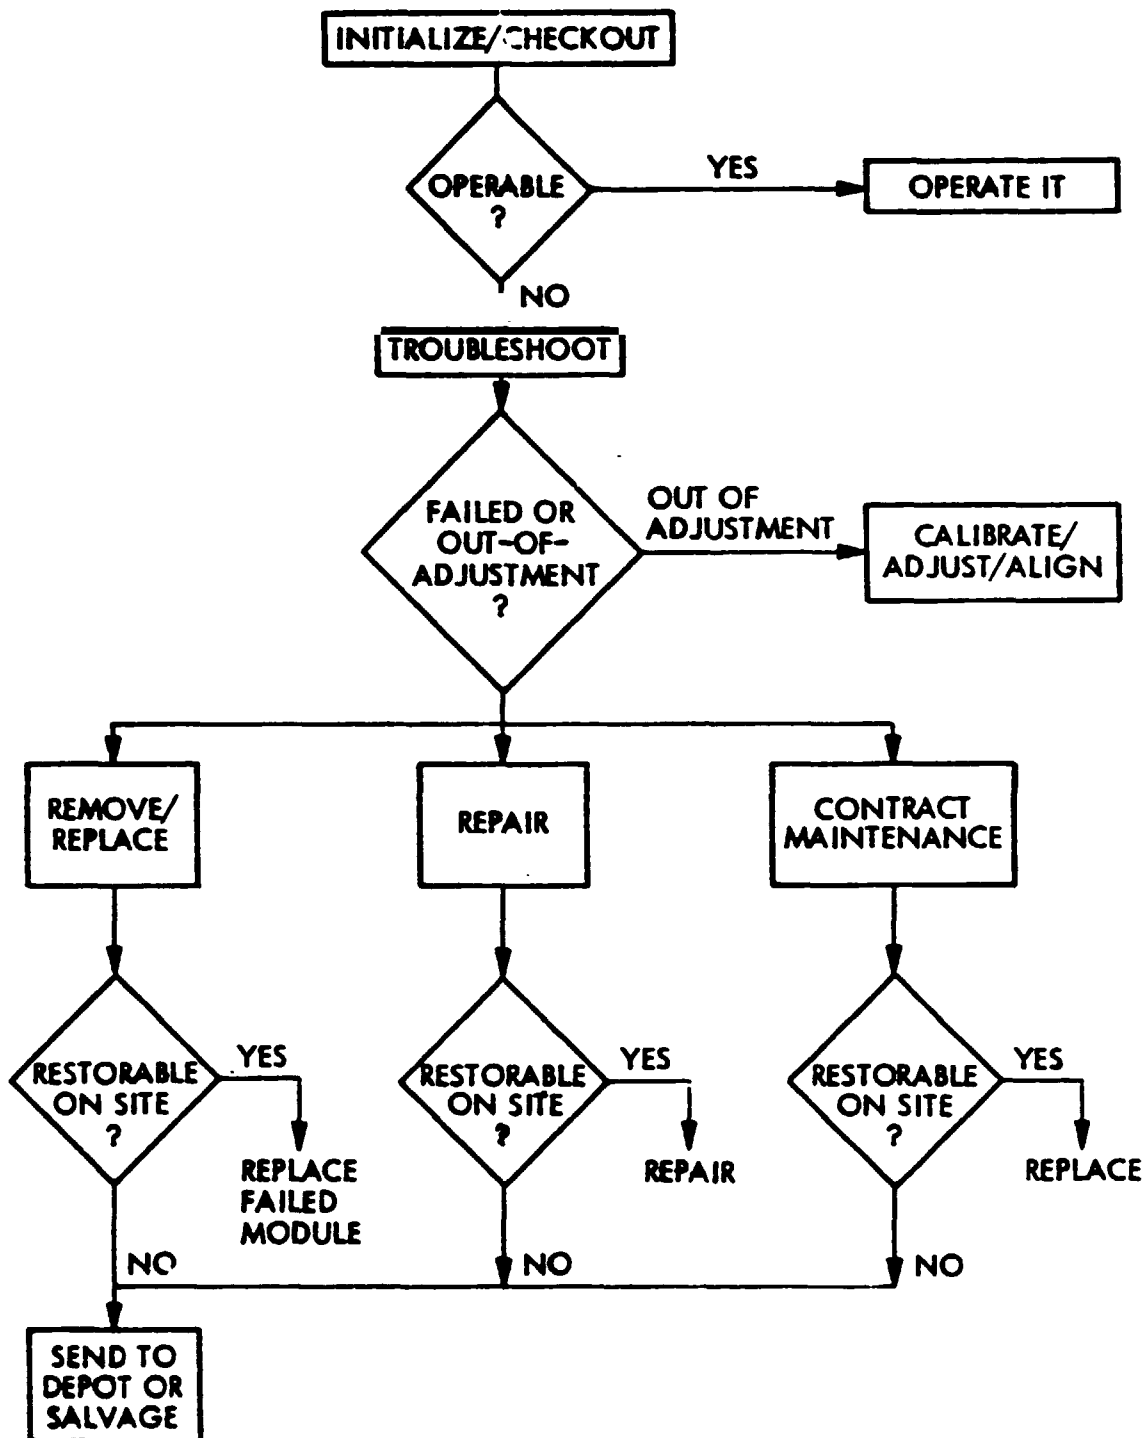 INITIALIZE/CHECKOUT
OPERABLE
?
YES
OPERATE IT
NO
TROUBLESHOOT
FAILED OR
OUT-OF-
ADJUSTMENT
?
OUT OF
ADJUSTMENT
CALIBRATE/
ADJUST/ALIGN
REMOVE/
REPLACE
REPAIR
CONTRACT
MAINTENANCE
RESTORABLE
ON SITE
?
YES
REPLACE
FAILED
MODULE
NO
RESTORABLE
ON SITE
?
YES
REPAIR
NO
RESTORABLE
ON SITE
?
YES
REPLACE
NO
SEND TO
DEPOT OR
SALVAGE